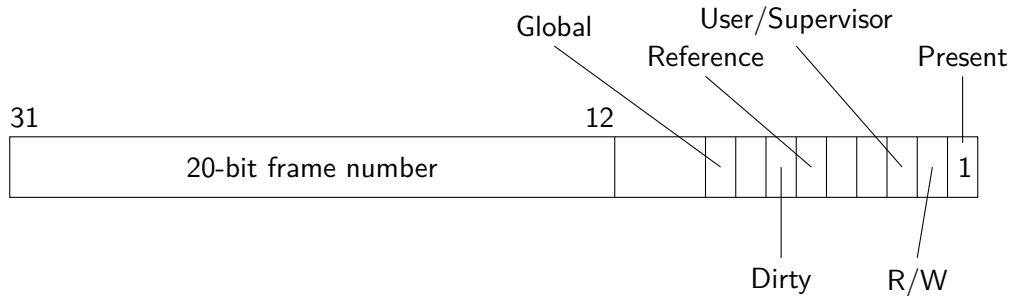 User/Supervisor
Global
Reference
Present
31
12
20-bit frame number
1
Dirty
R/W